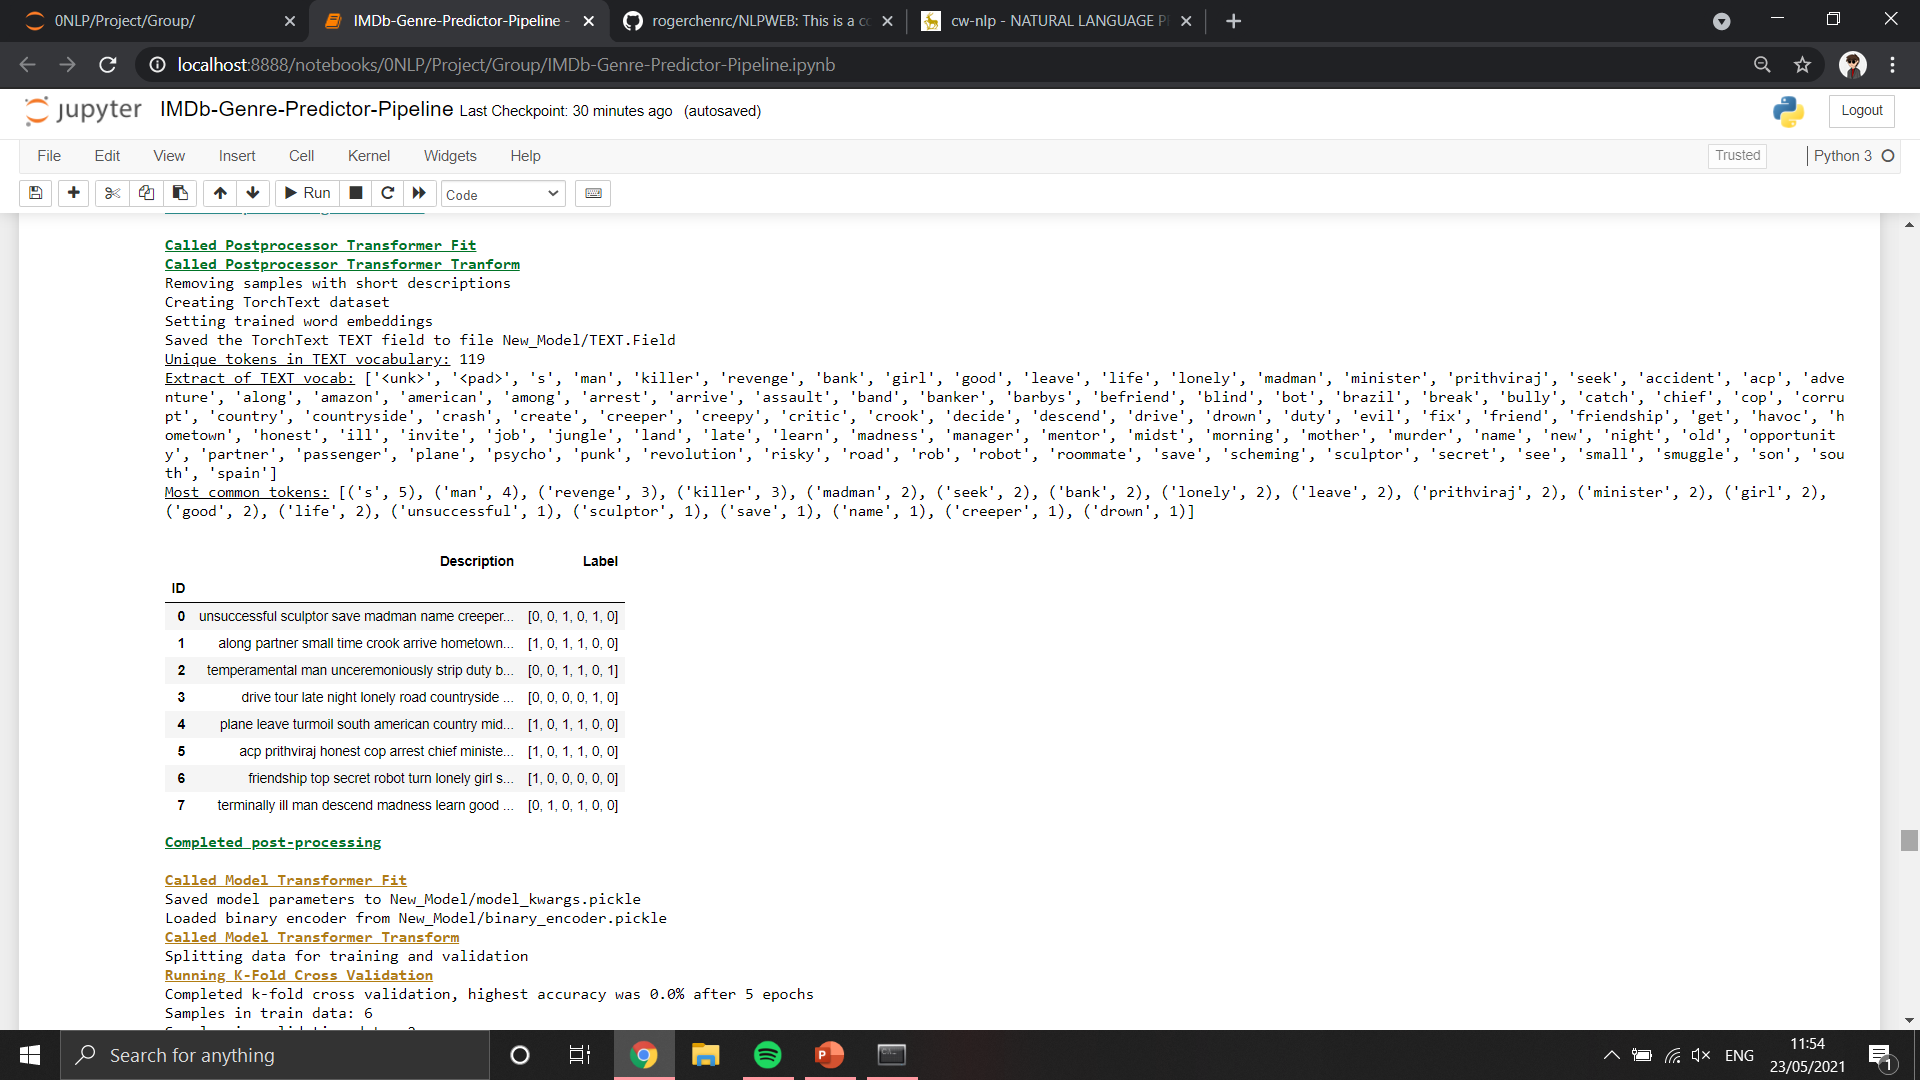 0NLP/Project/Group/
IMDb-Genre-Predictor-Pipeline -
rogerchenrc/NLPWEB: This is a co
cw-nlp - NATURAL LANGUAGE P
localhost:8888/notebooks/0NLP/Project/Group/IMDb-Genre-Predictor-Pipeline.ipynb
jupyter IMDb-Genre-Predictor-Pipeline Last Checkpoint: 30 minutes ago (autosaved)
Logout
File Edit View Insert Cell Kernel Widgets Help
Trusted
Python 3
Run
Code
Called Postprocessor Transformer Fit
Called Postprocessor Transformer Tranform
Removing samples with short descriptions
Creating TorchText dataset
Setting trained word embeddings
Saved the TorchText TEXT field to file New_Model/TEXT.Field
Unique tokens in TEXT vocabulary: 119
Extract of TEXT vocab: ['<unk>', '<pad>', 's', 'man', 'killer', 'revenge', 'bank', 'girl', 'good', 'leave', 'life', 'lonely', 'madman', 'minister', 'prithviraj', 'seek', 'accident', 'acp', 'adve
nture', 'along', 'amazon', 'american', 'among', 'arrest', 'arrive', 'assault', 'band', 'banker', 'barbys', 'befriend', 'blind', 'bot', 'brazil', 'break', 'bully', 'catch', 'chief', 'cop', 'corru
pt', 'country', 'countryside', 'crash', 'create', 'creeper', 'creepy', 'critic', 'crook', 'decide', 'descend', 'drive', 'drown', 'duty', 'evil', 'fix', 'friend', 'friendship', 'get', 'havoc', 'h
ometown', 'honest', 'ill', 'invite', 'job', 'jungle', 'land', 'late', 'learn', 'madness', 'manager', 'mentor', 'midst', 'morning', 'mother', 'murder', 'name', 'new', 'night', 'old', 'opportunit
y', 'partner', 'passenger', 'plane', 'psycho', 'punk', 'revolution', 'risky', 'road', 'rob', 'robot', 'roommate', 'save', 'scheming', 'sculptor', 'secret', 'see', 'small', 'smuggle', 'son', 'sou
th', 'spain']
Most common tokens: [('s', 5), ('man', 4), ('revenge', 3), ('killer', 3), ('madman', 2), ('seek', 2), ('bank', 2), ('lonely', 2), ('leave', 2), ('prithviraj', 2), ('minister', 2), ('girl', 2),
('good', 2), ('life', 2), ('unsuccessful', 1), ('sculptor', 1), ('save', 1), ('name', 1), ('creeper', 1), ('drown', 1)]
Description Label
ID
0 unsuccessful sculptor save madman name creeper... [0, 0, 1, 0, 1, 0]
1 along partner small time crook arrive hometown... [1, 0, 1, 1, 0, 0]
2 temperamental man unceremoniously strip duty b... [0, 0, 1, 1, 0, 1]
3 drive tour late night lonely road countryside ... [0, 0, 0, 0, 1, 0]
4 plane leave turmoil south american country mid... [1, 0, 1, 1, 0, 0]
5 acp prithviraj honest cop arrest chief ministe... [1, 0, 1, 1, 0, 0]
6 friendship top secret robot turn lonely girl s... [1, 0, 0, 0, 0, 0]
7 terminally ill man descend madness learn good ... [0, 1, 0, 1, 0, 0]
Completed post-processing
Called Model Transformer Fit
Saved model parameters to New_Model/model_kwargs.pickle
Loaded binary encoder from New_Model/binary_encoder.pickle
Called Model Transformer Transform
Splitting data for training and validation
Running K-Fold Cross Validation
Completed k-fold cross validation, highest accuracy was 0.0% after 5 epochs
Samples in train data: 6
Search for anything
ENG
11:54
23/05/2021
1